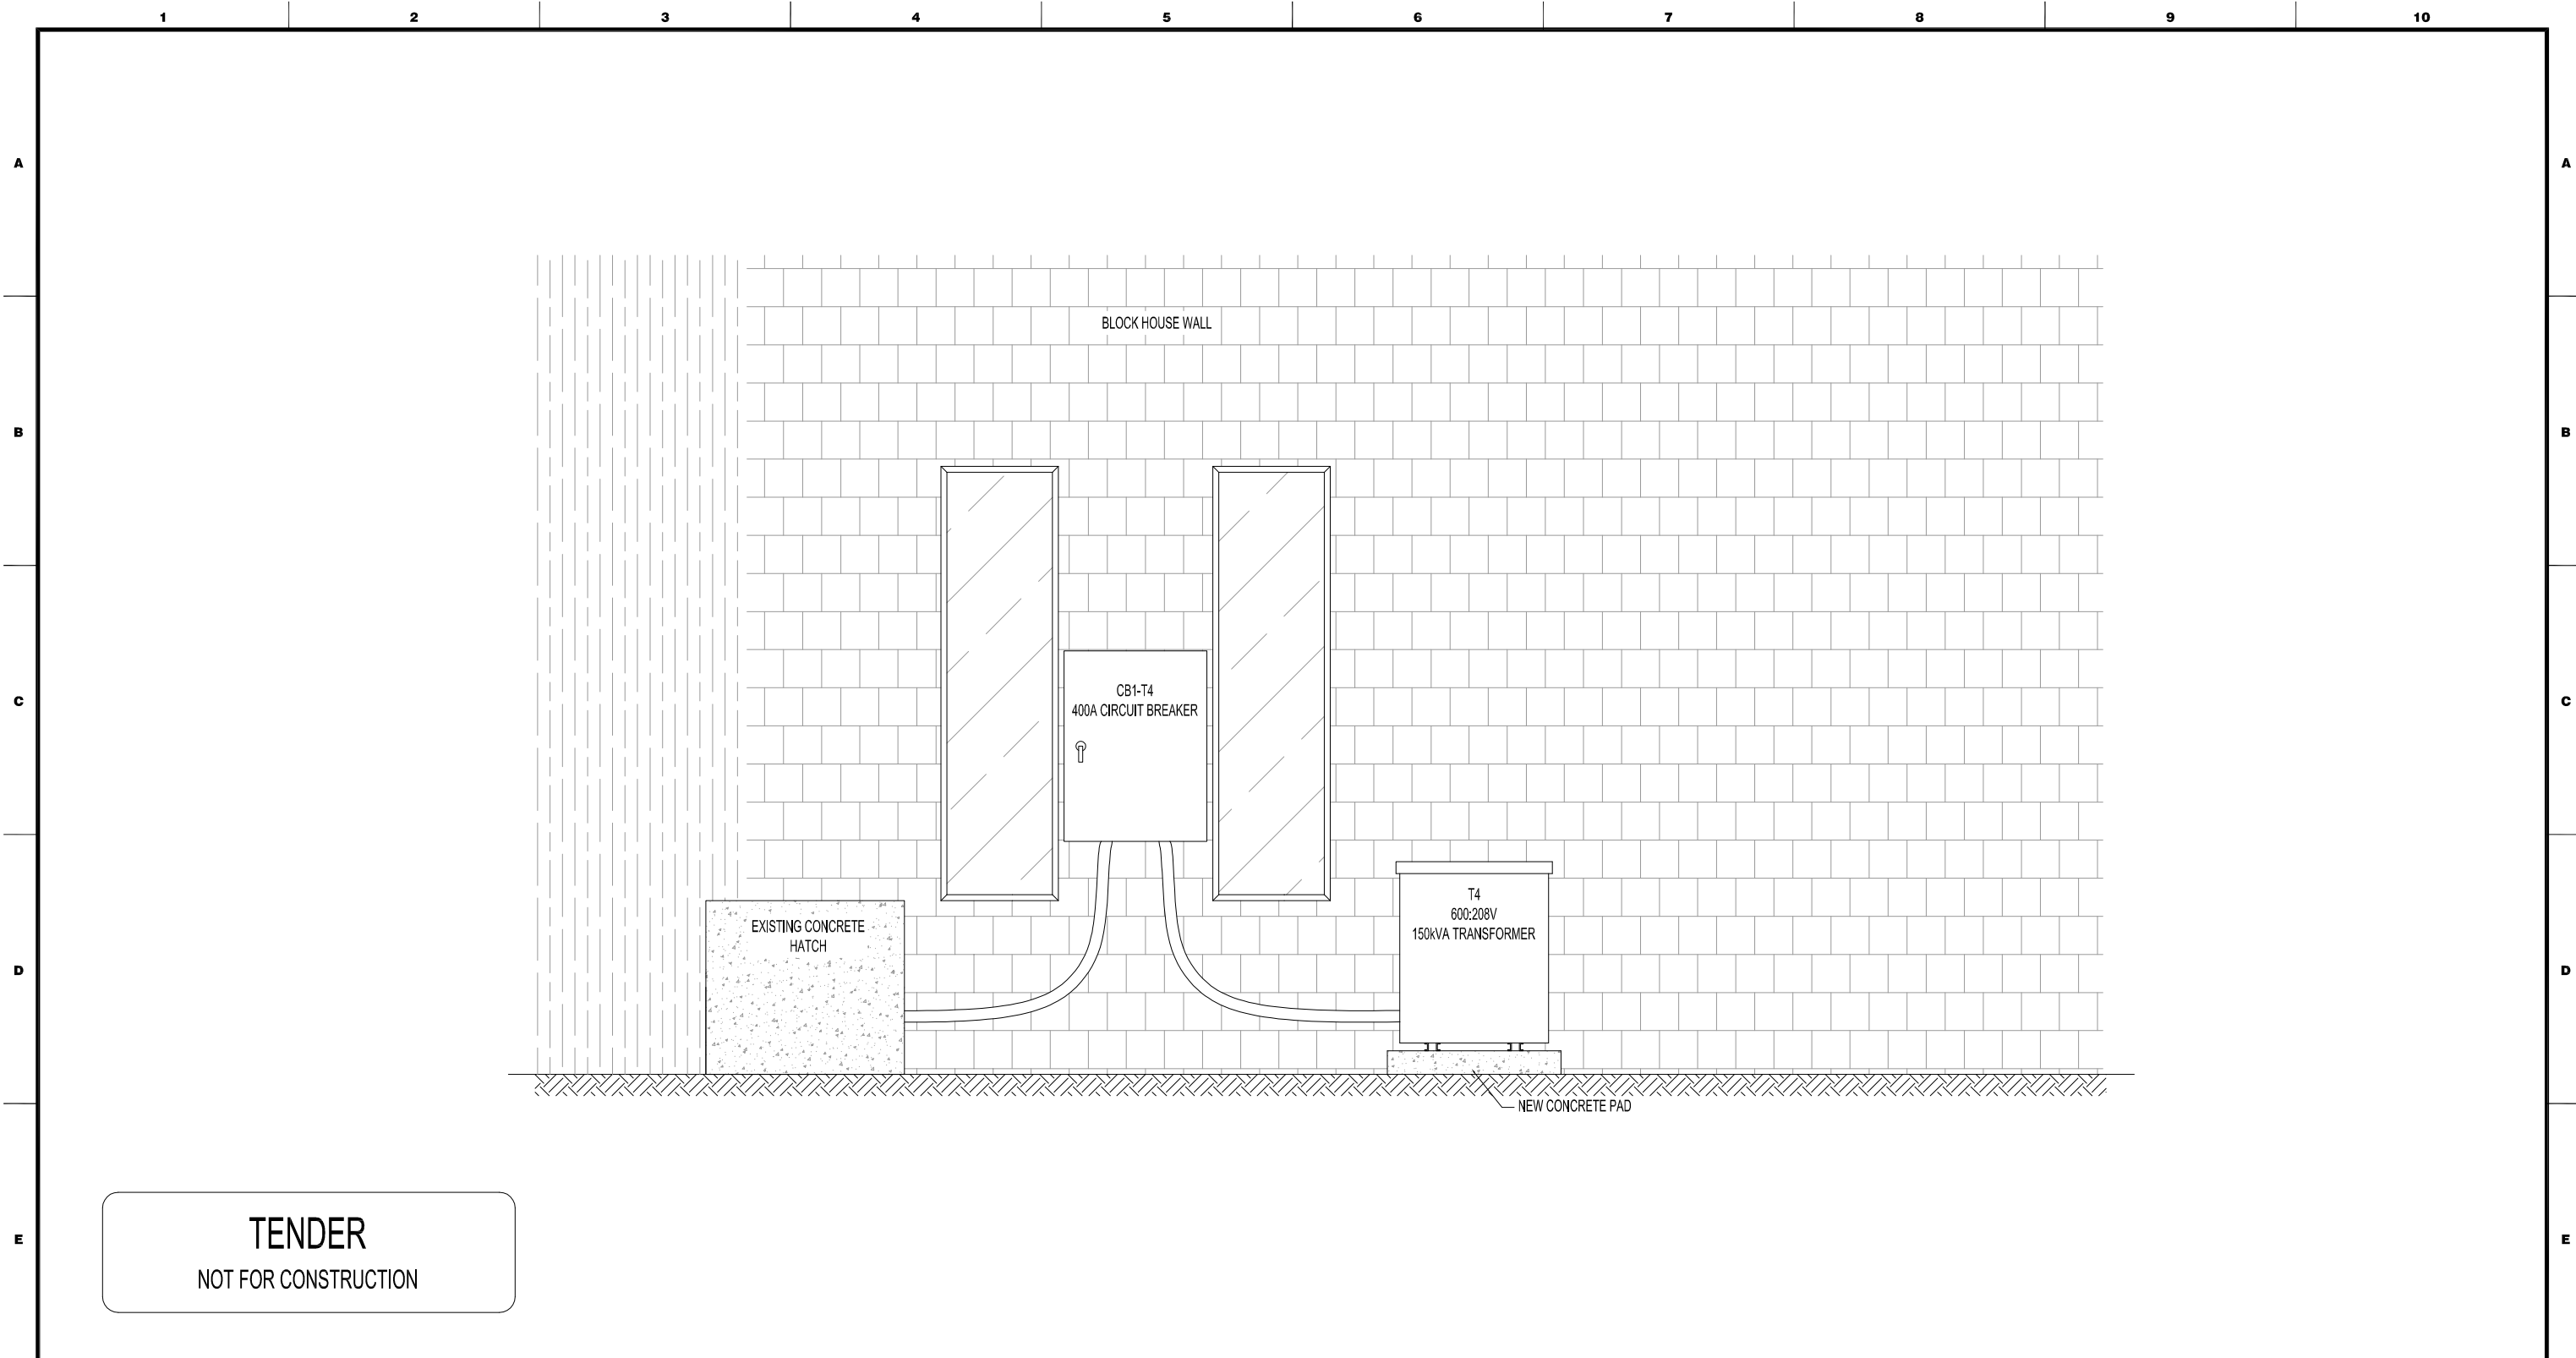 1 2 3 4 5 6 7 8 9 10
A A
BLOCK HOUSE WALL
B B
CB1-T4
400A CIRCUIT BREAKER
C C
T4
600:208V
150kVA TRANSFORMER
EXISTING CONCRETE
HATCH
D D
NEW CONCRETE PAD
TENDER
NOT FOR CONSTRUCTION
E E